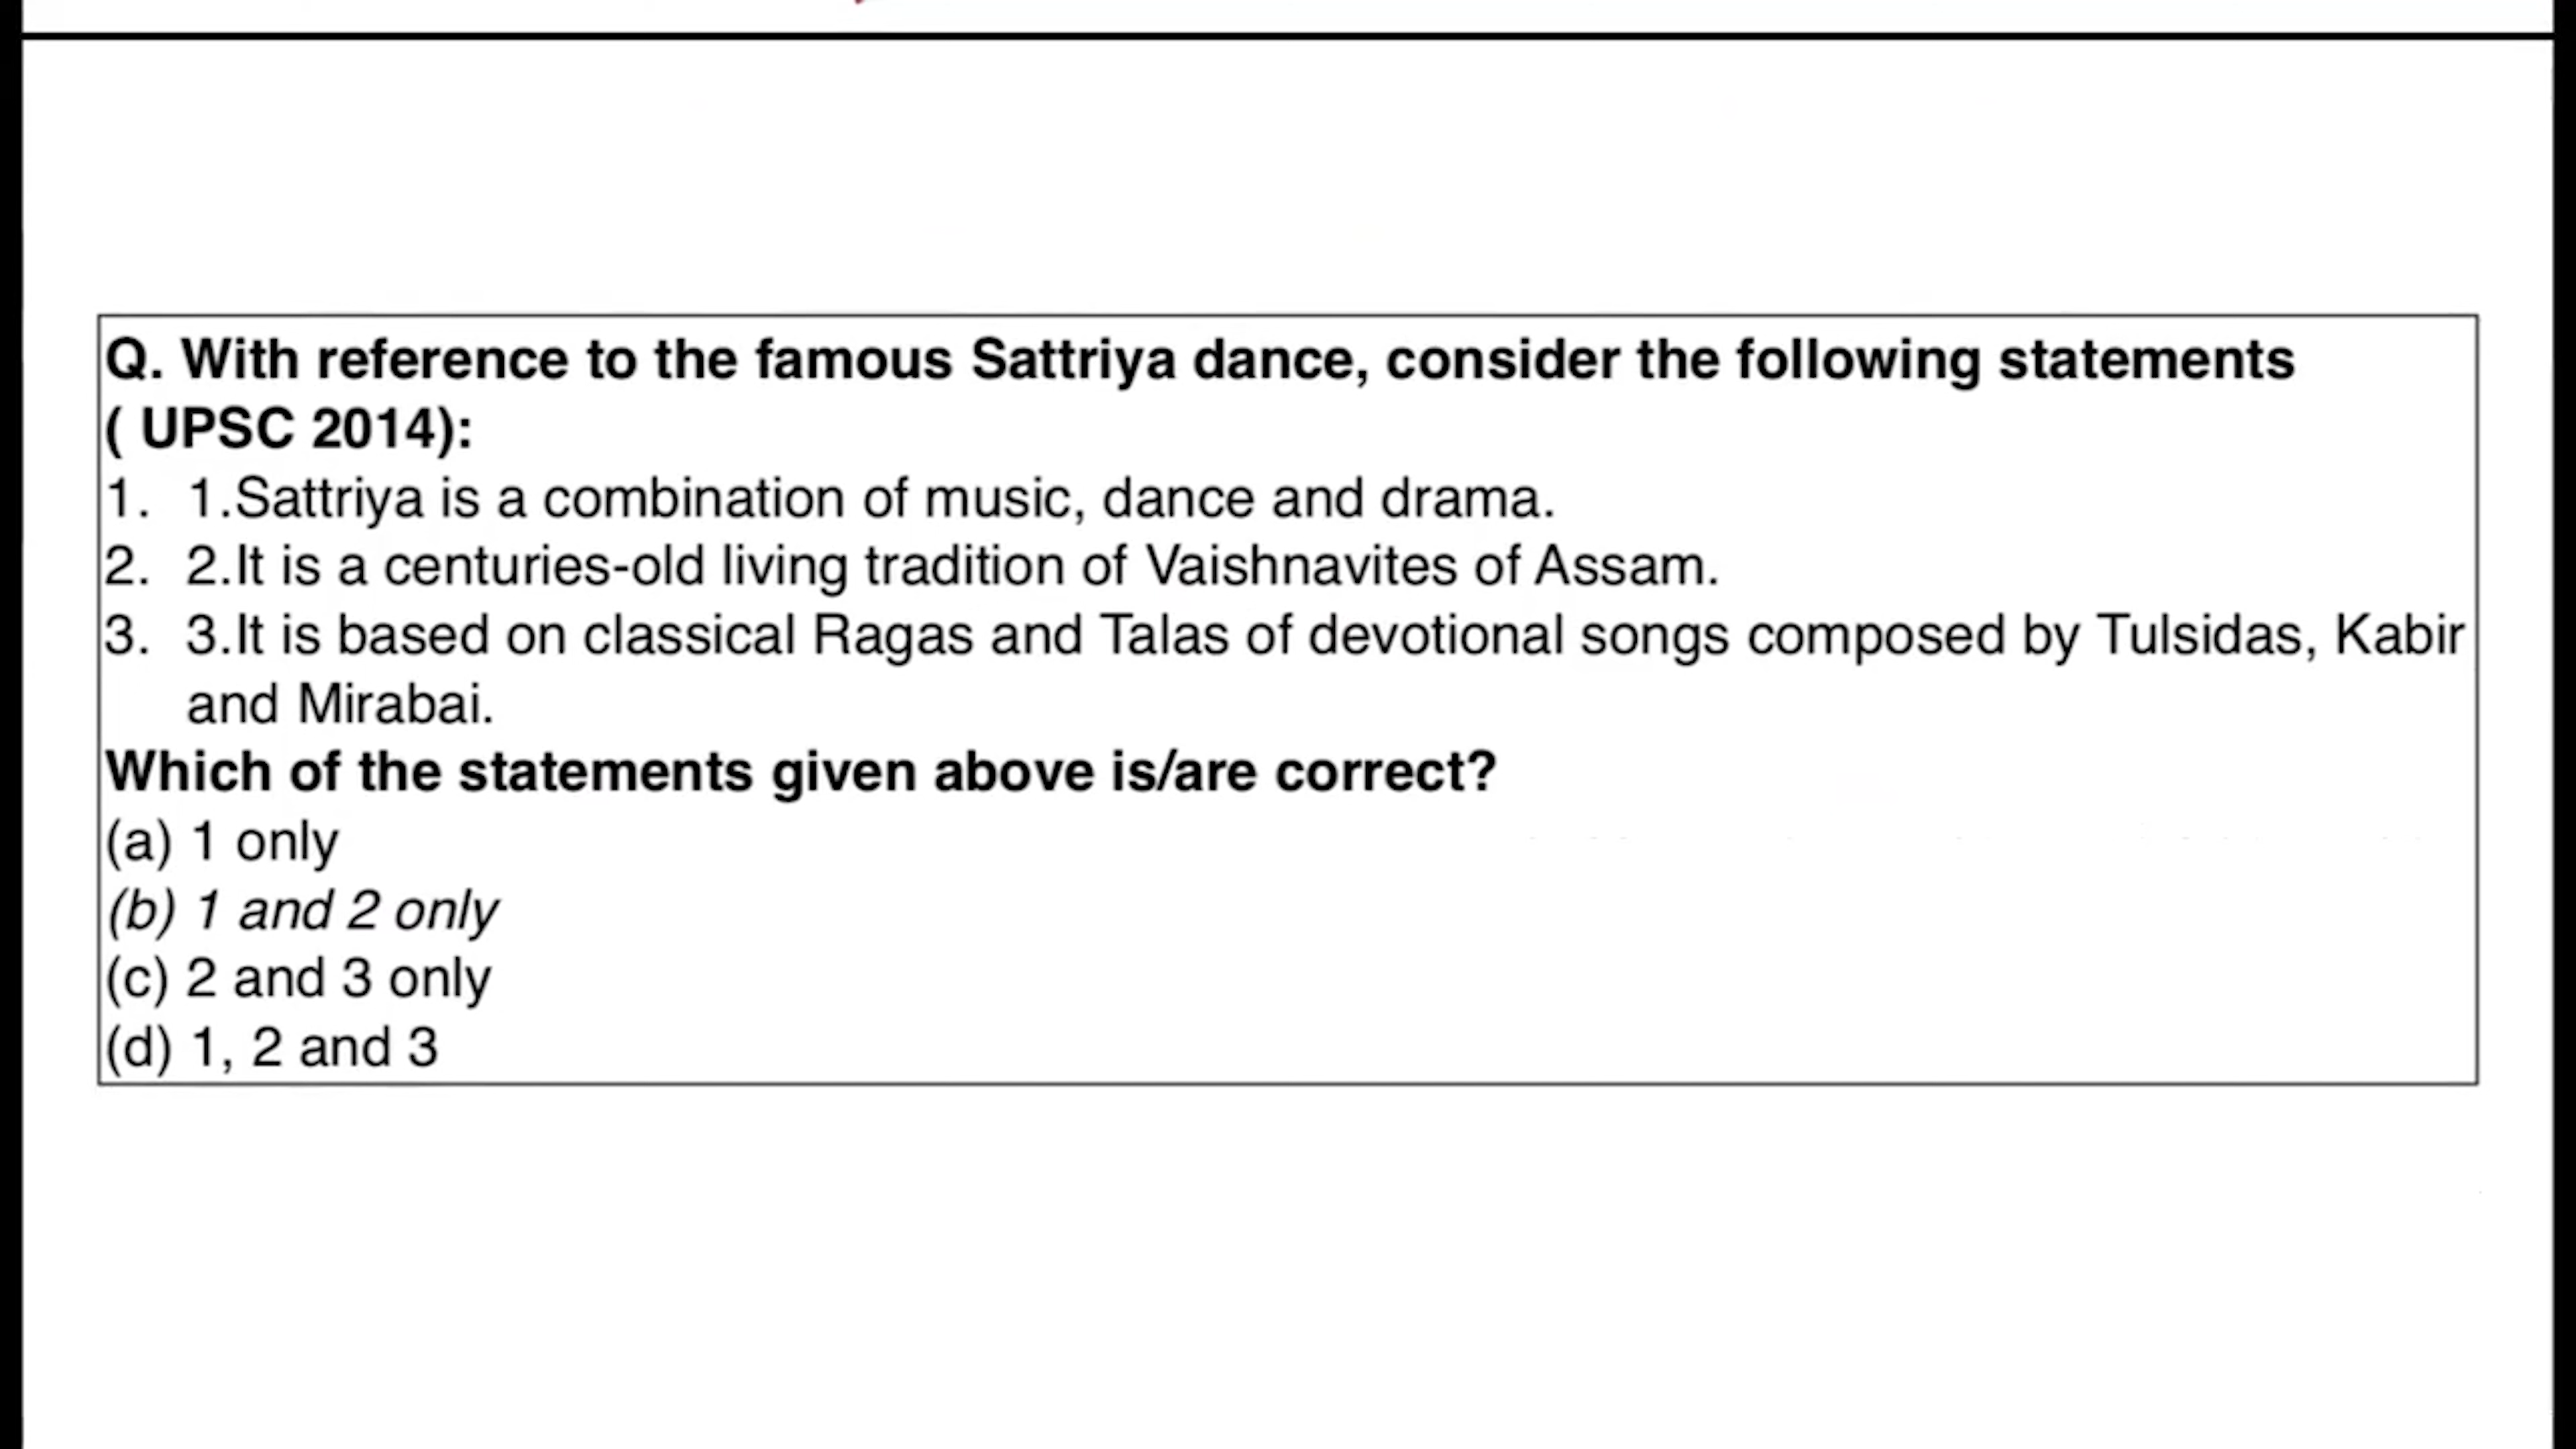 Q. With reference to the famous Sattriya dance, consider the following statements
( UPSC 2014):
1. 1.Sattriya is a combination of music, dance and drama.
2. 2.It is a centuries-old living tradition of Vaishnavites of Assam.
3. 3.It is based on classical Ragas and Talas of devotional songs composed by Tulsidas, Kabir
and Mirabai.
Which of the statements given above is/are correct?
(a) 1 only
(b) 1 and 2 only
(c) 2 and 3 only
(d) 1, 2 and 3